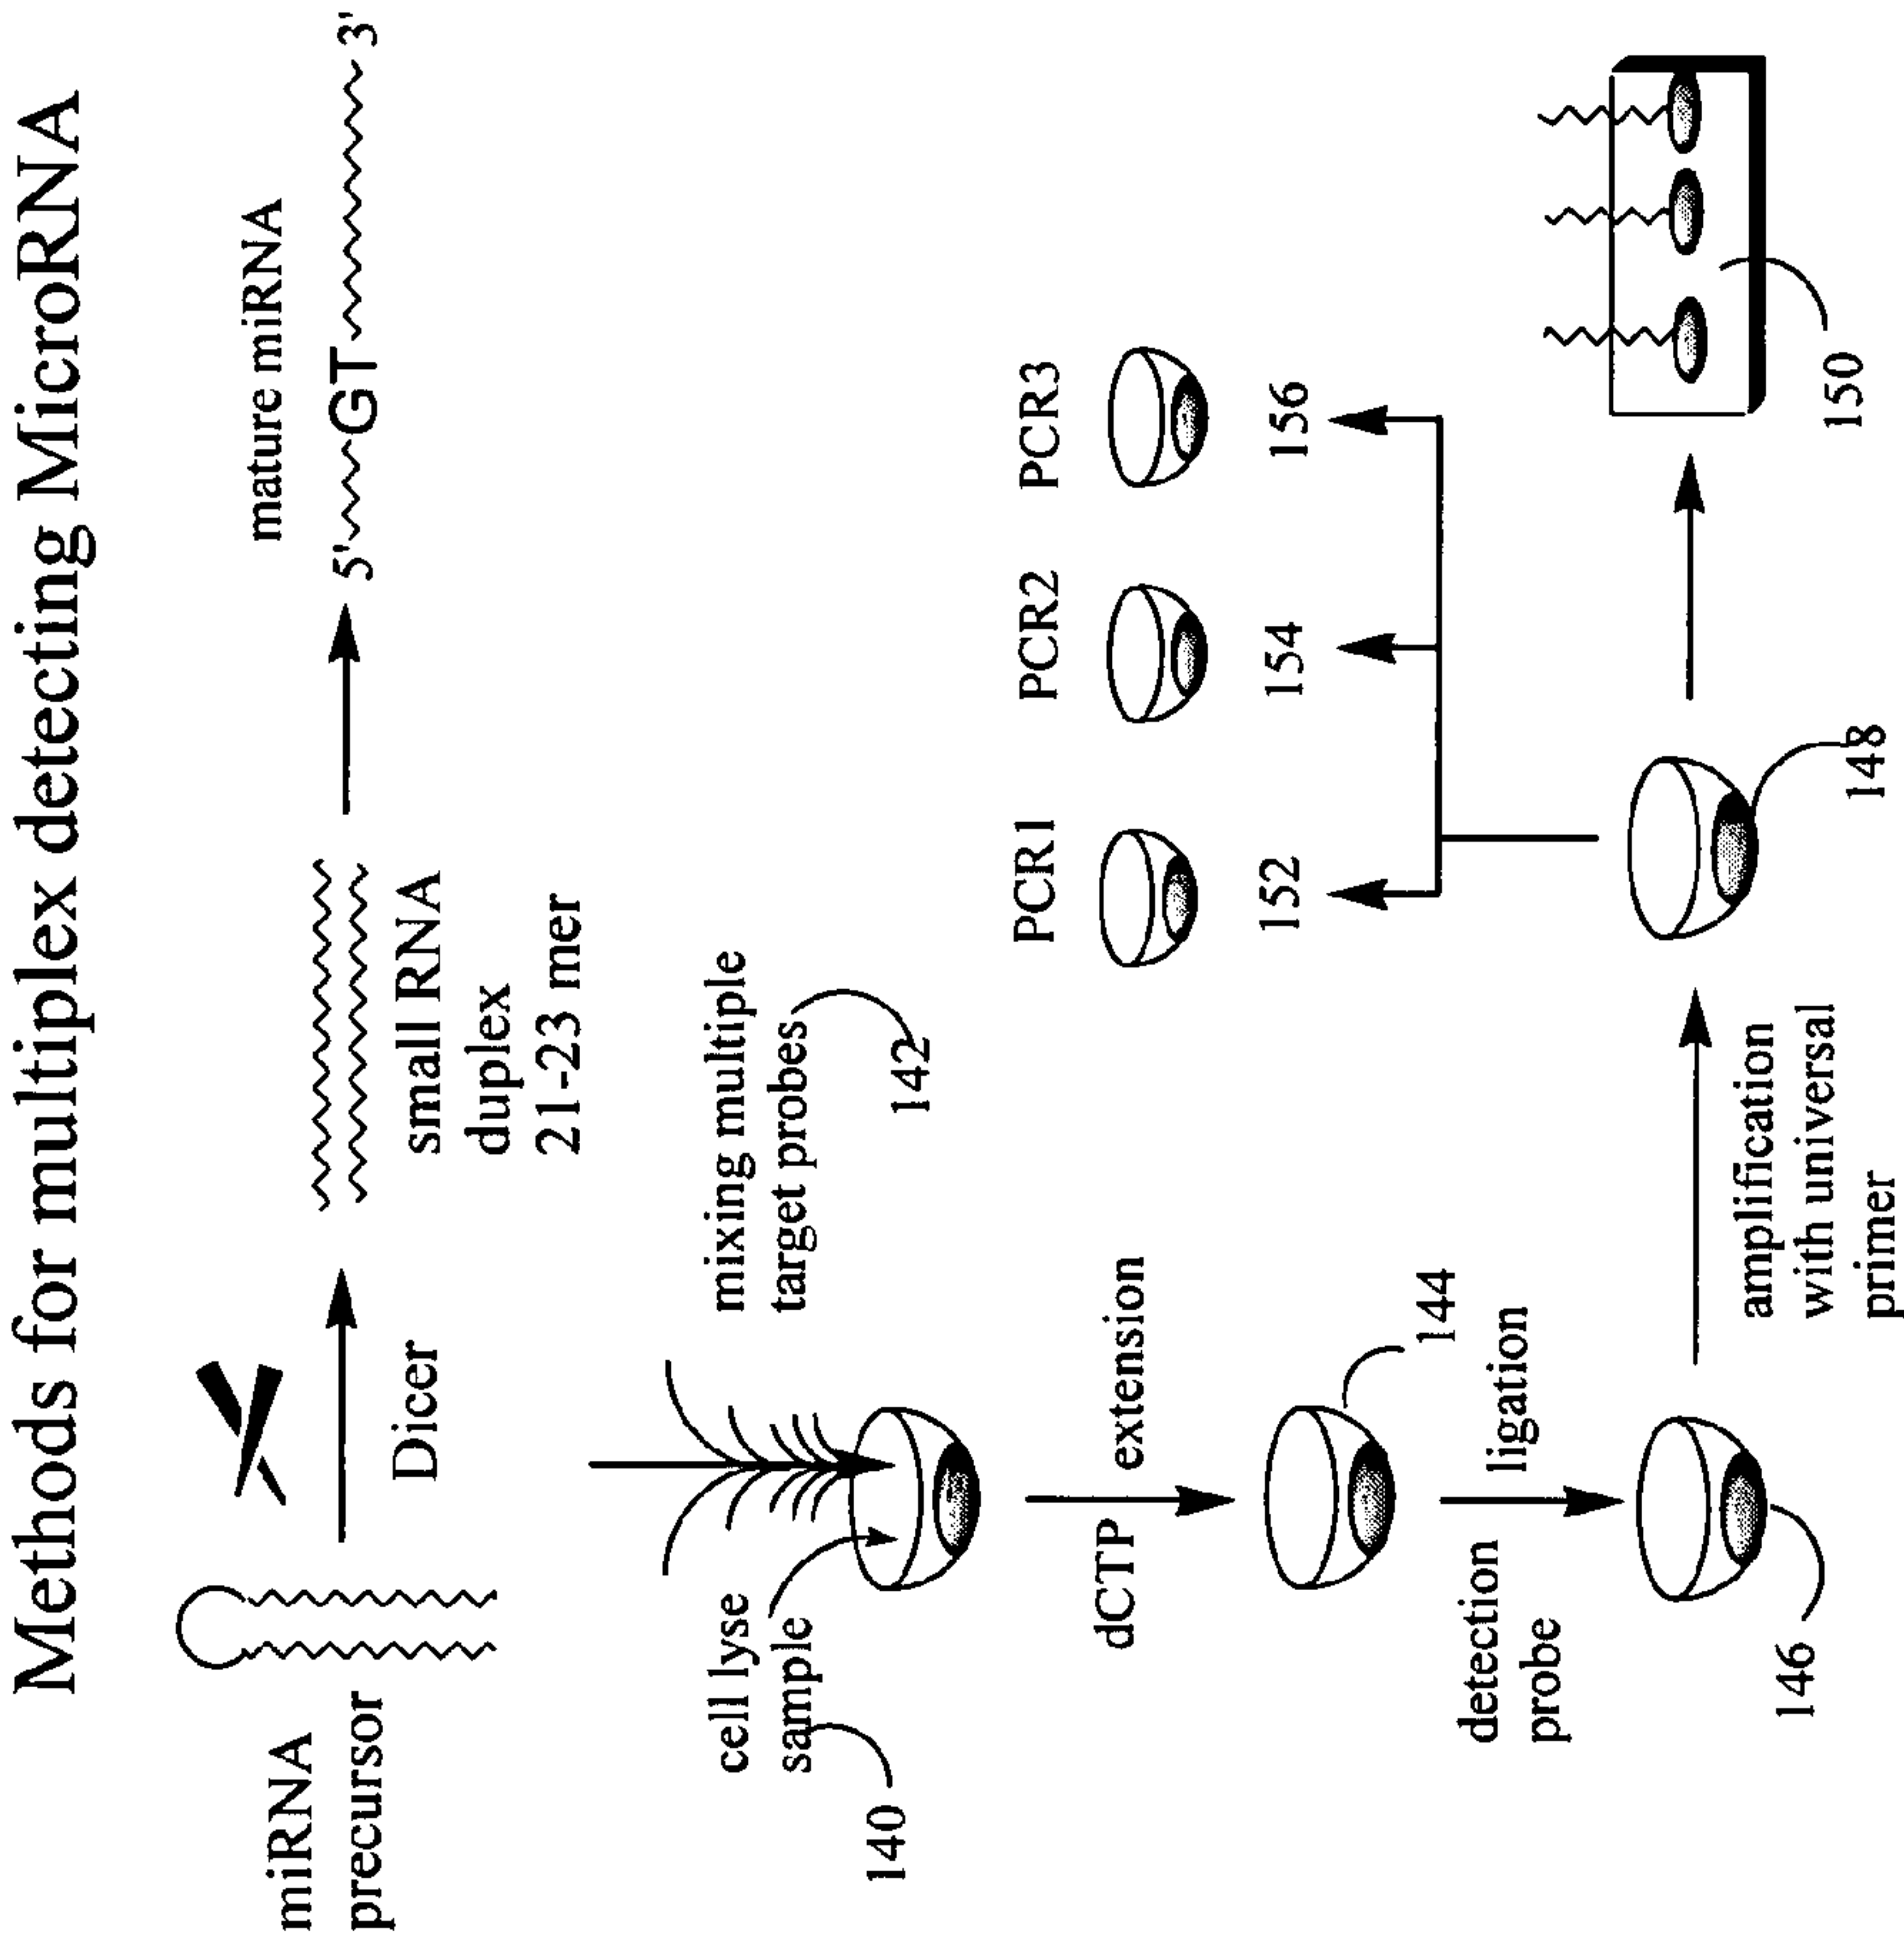 Methods for multiplex detecting MicroRNA
miRNA
precursor
Dicer
small RNA
duplex
21-23 mer
mature miRNA
5' GT 3'
cell lyse
sample
140
mixing multiple
target probes
142
dCTP
extension
144
detection
probe
ligation
146
amplification
with universal
primer
148
PCR1
PCR2
PCR3
152
154
156
150